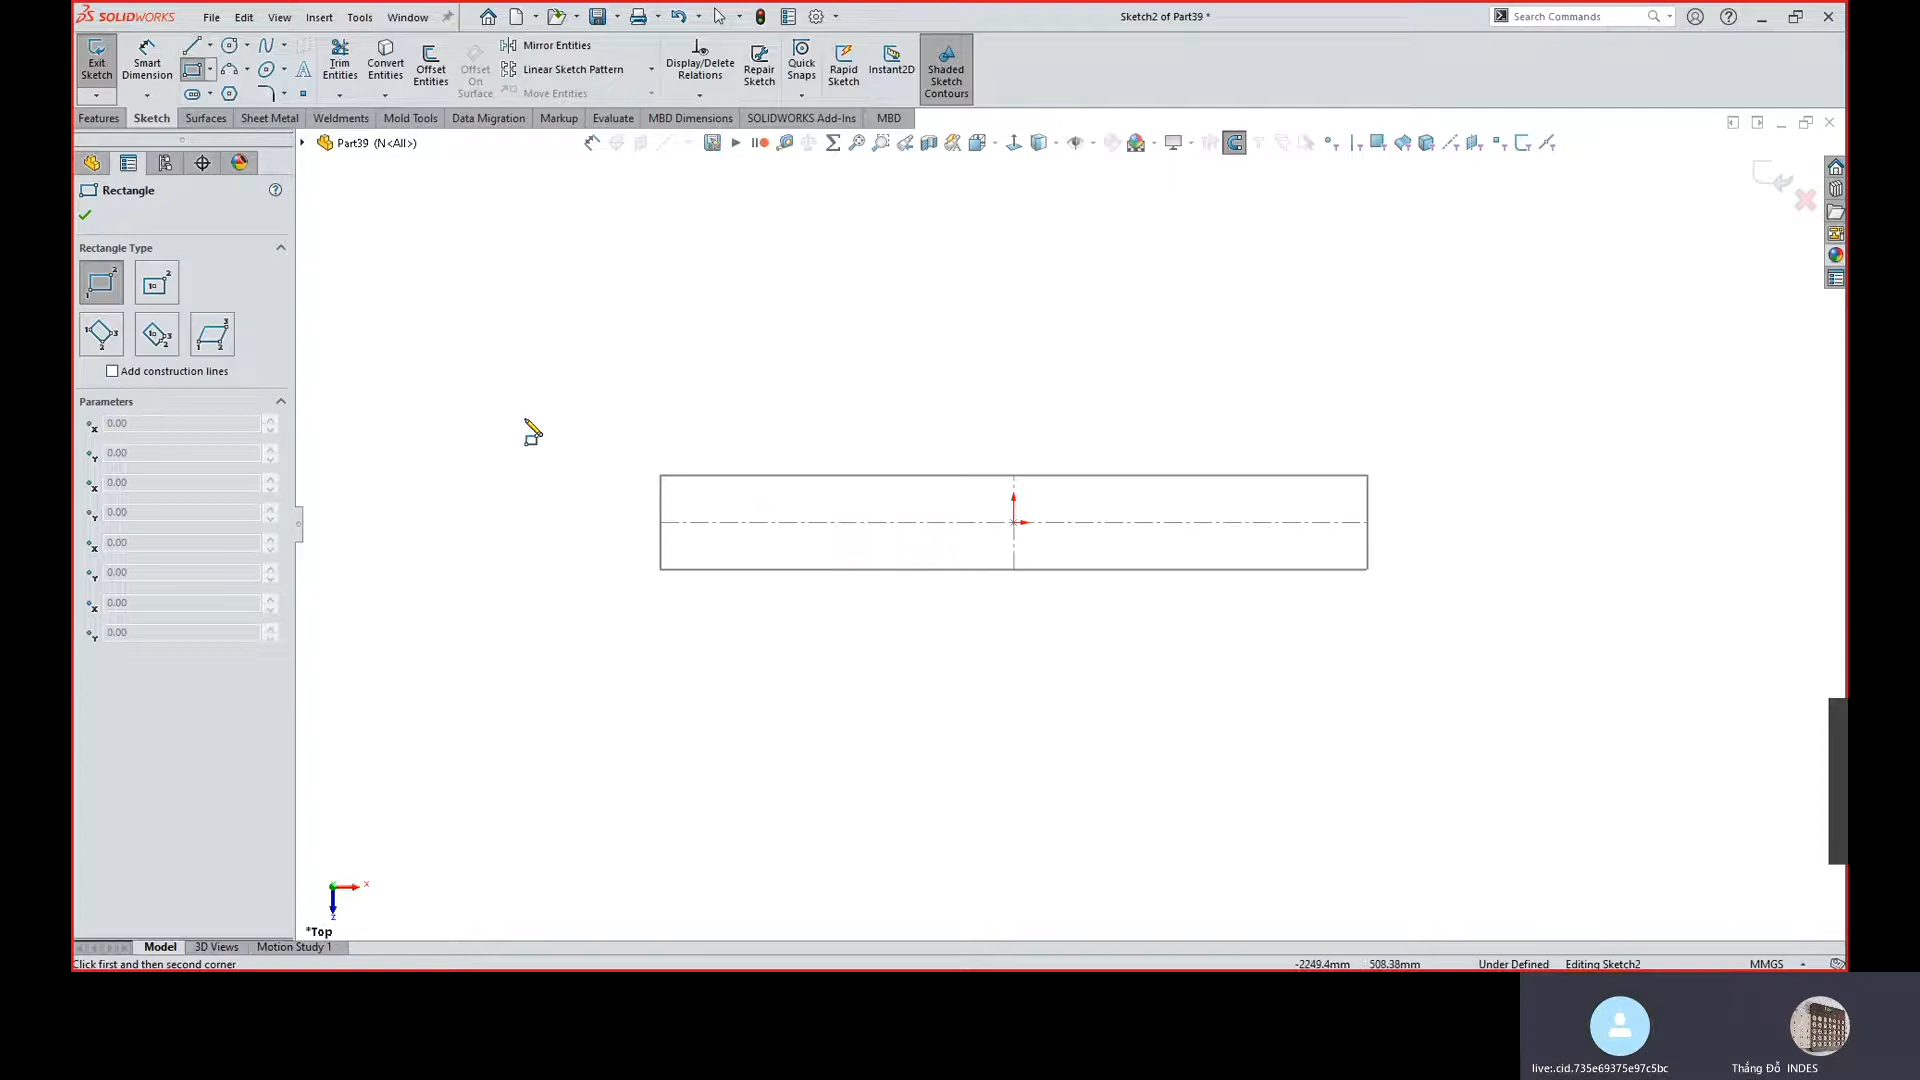 SOLIDWORKS File Edit View Insert Tools Window Sketch2 of Part39 * Search Commands
Exit Sketch
Smart Dimension
Trim Entities
Convert Entities
Offset Entities
Offset On Surface
Mirror Entities
Linear Sketch Pattern
Move Entities
Display/Delete Relations
Repair Sketch
Quick Snaps
Rapid Sketch
Instant2D
Shaded Sketch Contours
Features Sketch Surfaces Sheet Metal Weldments Mold Tools Data Migration Markup Evaluate MBD Dimensions SOLIDWORKS Add-Ins MBD
Part39 (N<All>)
Rectangle
Rectangle Type
Add construction lines
Parameters
x 0.00
Y 0.00
x 0.00
Y 0.00
x 0.00
Y 0.00
x 0.00
Y 0.00
x
z
*Top
Model 3D Views Motion Study 1
Click first and then second corner -2249.4mm 508.38mm Under Defined Editing Sketch2 MMGS
live:.cid.735e69375e97c5bc Thắng Đỗ INDES